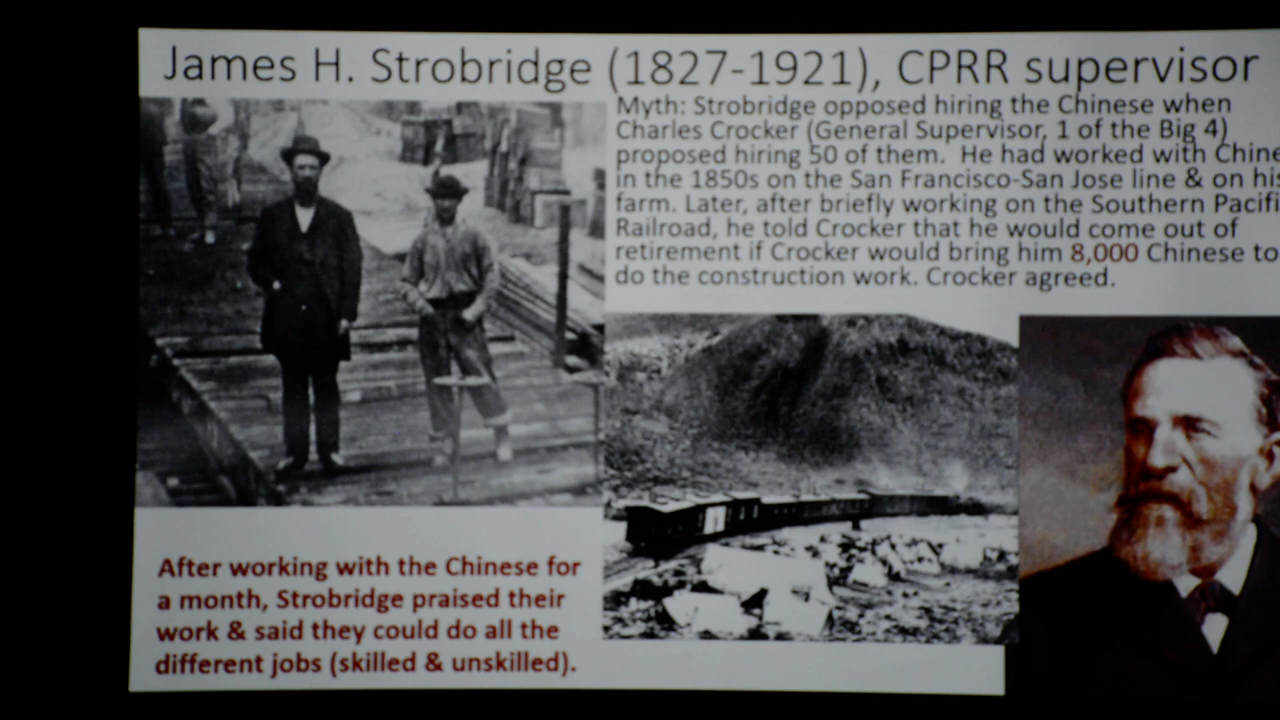 James H. Strobridge (1827-1921), CPRR supervisor
Myth: Strobridge opposed hiring the Chinese when
Charles Crocker (General Supervisor, 1 of the Big 4)
proposed hiring 50 of them.  He had worked with Chine
in the 1850s on the San Francisco-San Jose line & on his
farm. Later, after briefly working on the Southern Pacifi
Railroad, he told Crocker that he would come out of
retirement if Crocker would bring him 8,000 Chinese to
do the construction work. Crocker agreed.
After working with the Chinese for
a month, Strobridge praised their
work & said they could do all the
different jobs (skilled & unskilled).